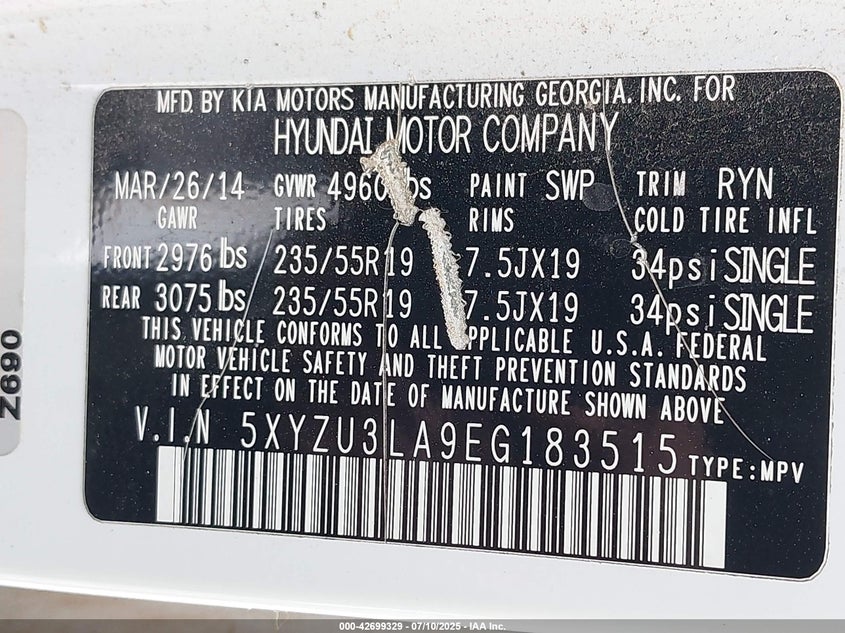 MFD. BY KIA MOTORS MANUFACTURING GEORGIA. INC. FOR
HYUNDAI MOTOR COMPANY
MAR/26/14 GVWR 4960lbs PAINT SWP TRIM RYN
GAWR TIRES RIMS COLD TIRE INFL
FRONT 2976 lbs 235/55R19 7.5JX19 34psi SINGLE
REAR 3075 lbs 235/55R19 7.5JX19 34psi SINGLE
THIS VEHICLE CONFORMS TO ALL APPLICABLE U.S.A. FEDERAL
MOTOR VEHICLE SAFETY AND THEFT PREVENTION STANDARDS
IN EFFECT ON THE DATE OF MANUFACTURE SHOWN ABOVE
V.I.N 5XYZU3LA9EG183515 TYPE:MPV
Z690
000-42699329 - 07/10/2025 - IAA Inc.